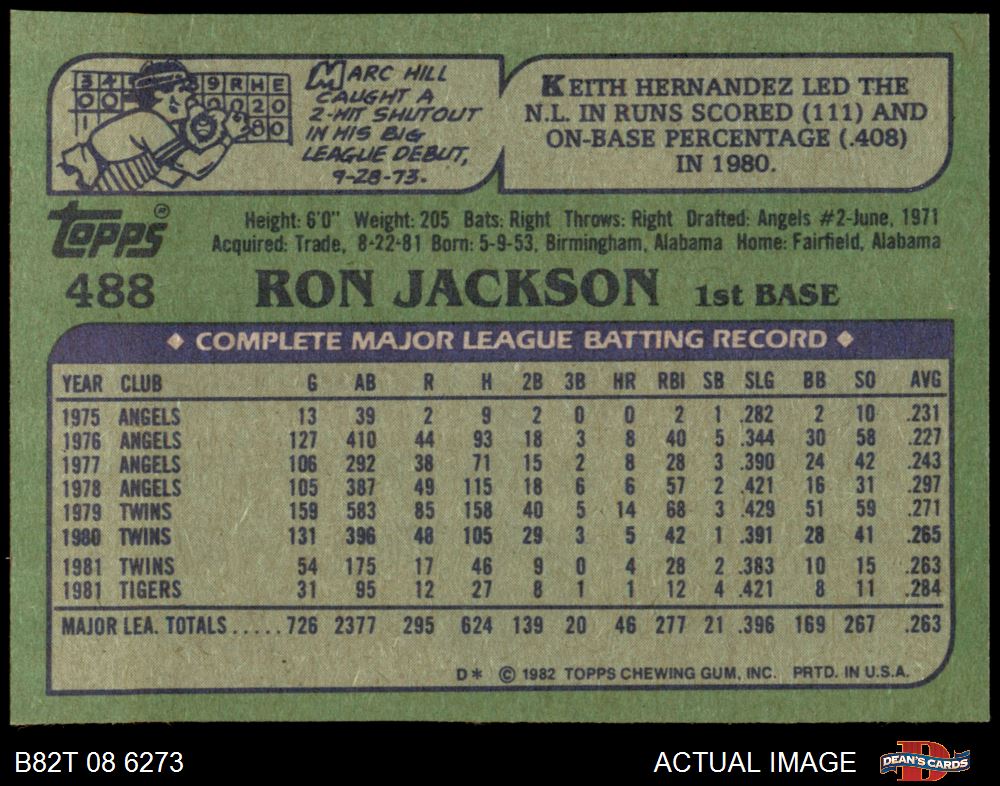 3 4 9 R H E
0 0 0 0 2 0
1 8 0
MARC HILL
CAUGHT A
2-HIT SHUTOUT
IN HIS BIG
LEAGUE DEBUT,
9-28-73.
KEITH HERNANDEZ LED THE
N.L. IN RUNS SCORED (111) AND
ON-BASE PERCENTAGE (.408)
IN 1980.
Topps®
Height: 6'0" Weight: 205 Bats: Right Throws: Right Drafted: Angels #2-June, 1971
Acquired: Trade, 8-22-81 Born: 5-9-53, Birmingham, Alabama Home: Fairfield, Alabama
488 RON JACKSON 1st BASE
◆ COMPLETE MAJOR LEAGUE BATTING RECORD ◆
YEAR CLUB G AB R H 2B 3B HR RBI SB SLG BB SO AVG
1975 ANGELS 13 39 2 9 2 0 0 2 1 .282 2 10 .231
1976 ANGELS 127 410 44 93 18 3 8 40 5 .344 30 58 .227
1977 ANGELS 106 292 38 71 15 2 8 28 3 .390 24 42 .243
1978 ANGELS 105 387 49 115 18 6 6 57 2 .421 16 31 .297
1979 TWINS 159 583 85 158 40 5 14 68 3 .429 51 59 .271
1980 TWINS 131 396 48 105 29 3 5 42 1 .391 28 41 .265
1981 TWINS 54 175 17 46 9 0 4 28 2 .383 10 15 .263
1981 TIGERS 31 95 12 27 8 1 1 12 4 .421 8 11 .284
MAJOR LEA. TOTALS.....726 2377 295 624 139 20 46 277 21 .396 169 267 .263
D* © 1982 TOPPS CHEWING GUM, INC. PRTD. IN U.S.A.
B82T 08 6273 ACTUAL IMAGE D DEAN'S CARDS